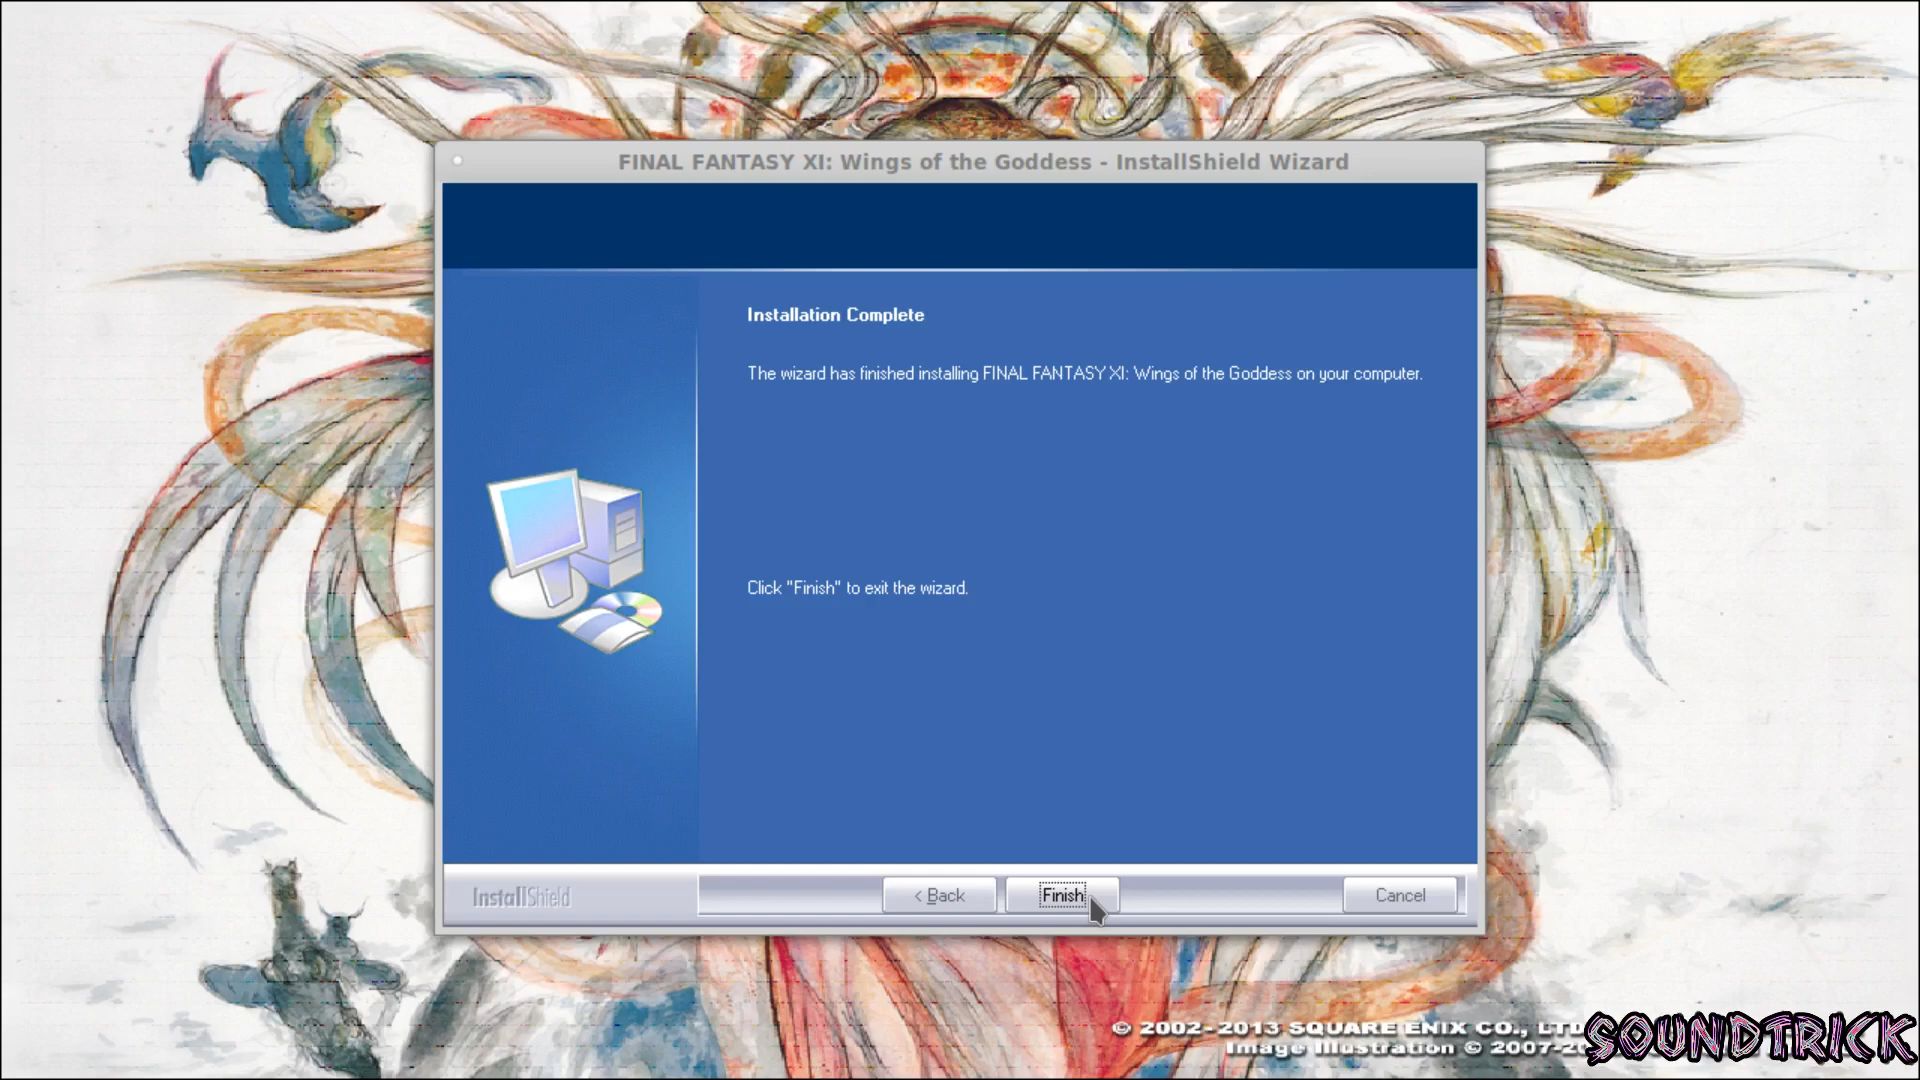 FINAL FANTASY XI: Wings of the Goddess - InstallShield Wizard
Installation Complete
The wizard has finished installing FINAL FANTASY XI: Wings of the Goddess on your computer.
Click "Finish" to exit the wizard.
InstallShield
< Back
Finish
Cancel
© 2002-2013 SQUARE ENIX CO., LTD
Image Illustration © 2007-20
SOUNDTRICK